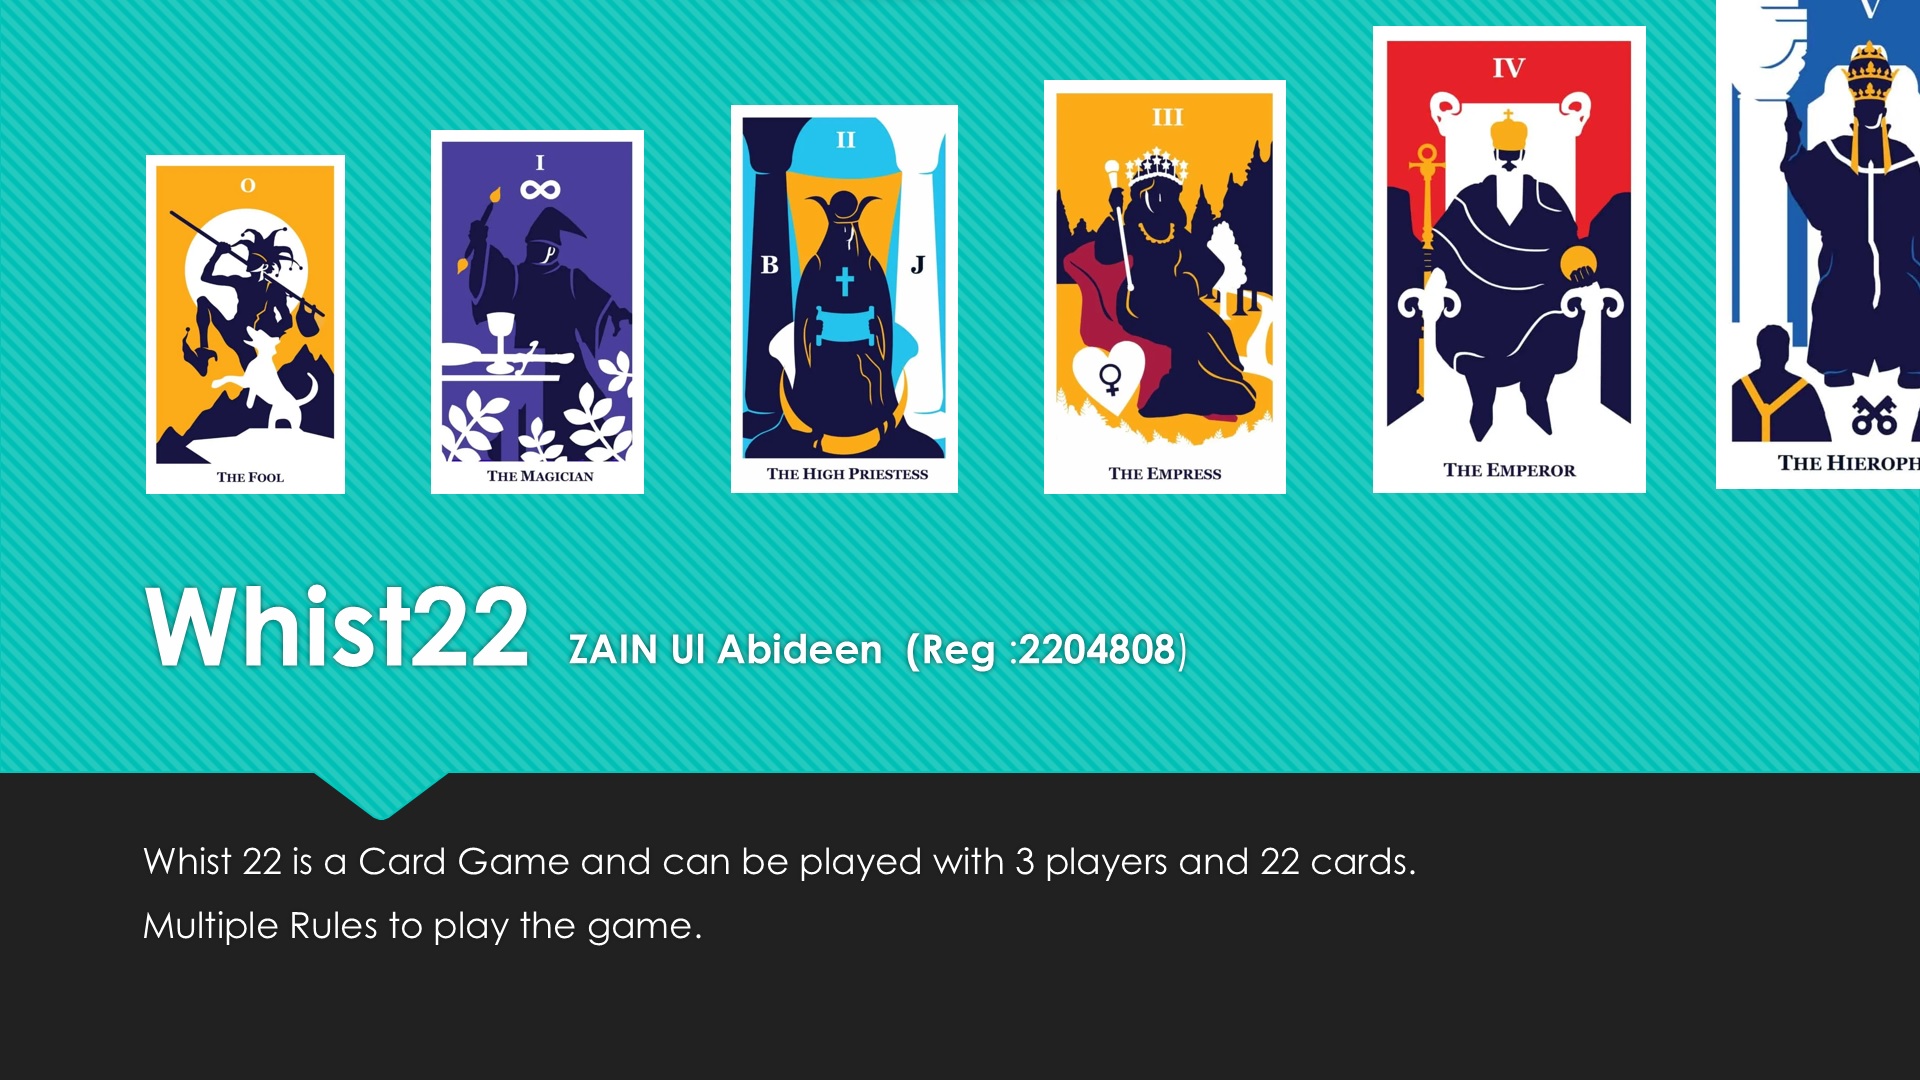 O
THE FOOL
I
∞
THE MAGICIAN
II
B
J
THE HIGH PRIESTESS
III
THE EMPRESS
IV
THE EMPEROR
V
THE HIEROPH
Whist22 ZAIN Ul Abideen (Reg :2204808)
Whist 22 is a Card Game and can be played with 3 players and 22 cards.
Multiple Rules to play the game.